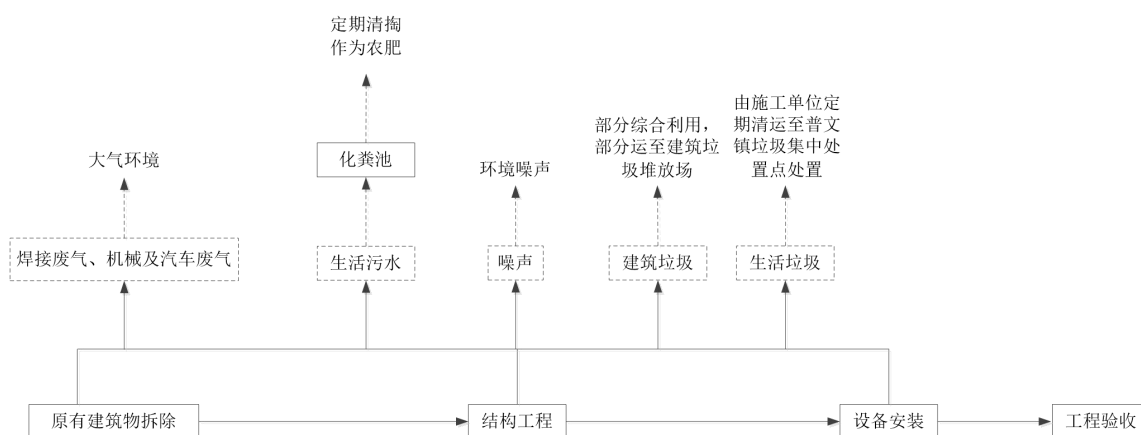 定期清掏
作为农肥
大气环境
化粪池
环境噪声
部分综合利用，
部分运至建筑垃
圾堆放场
由施工单位定
期清运至普文
镇垃圾集中处
置点处置
焊接废气、机械及汽车废气
生活污水
噪声
建筑垃圾
生活垃圾
原有建筑物拆除
结构工程
设备安装
工程验收